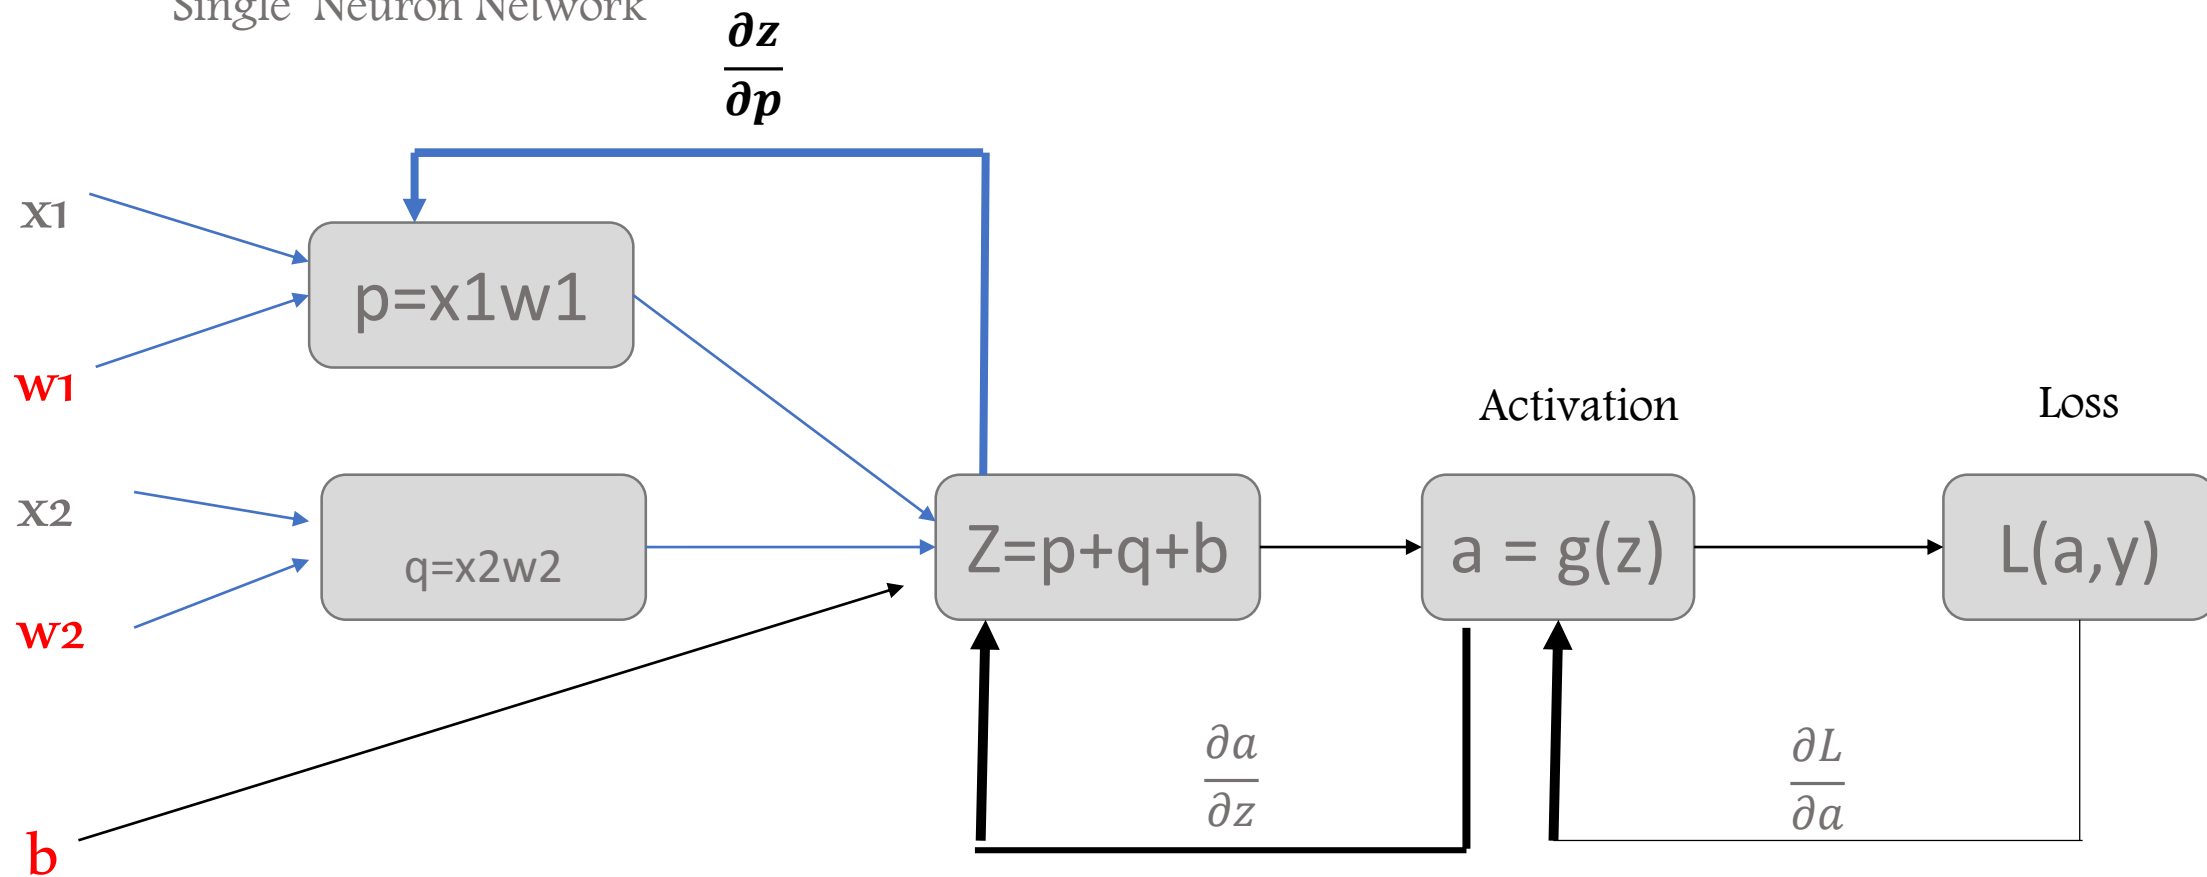 Single Neuron Network
∂z
∂p
x1
p=x1w1
w1
Activation
Loss
x2
q=x2w2
Z=p+q+b
a = g(z)
L(a,y)
w2
∂a
∂z
∂L
∂a
b